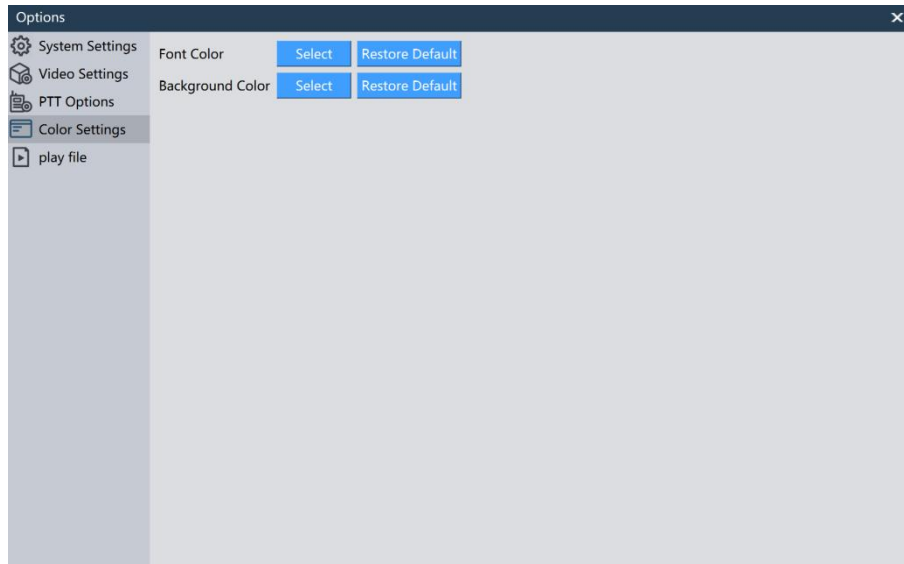 Options
System Settings
Video Settings
PTT Options
Color Settings
play file
Font Color Select Restore Default
Background Color Select Restore Default